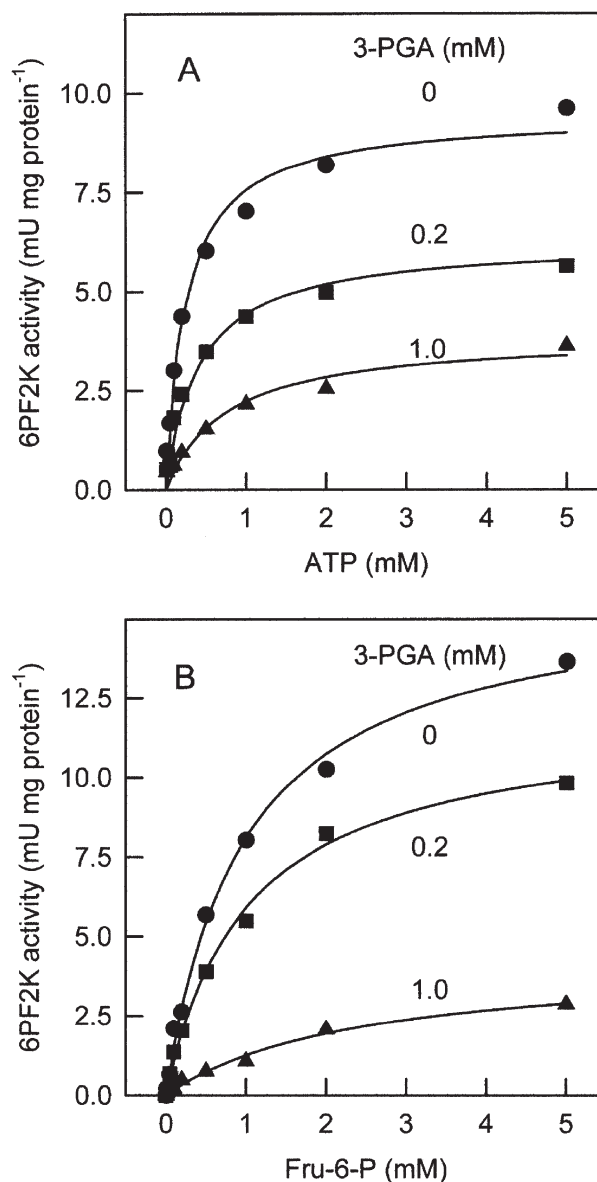 A
3-PGA (mM)
0
0.2
1.0
10.0
7.5
5.0
2.5
0.0
6PF2K activity (mU mg protein⁻¹)
0 1 2 3 4 5
ATP (mM)
B
3-PGA (mM)
0
0.2
1.0
12.5
10.0
7.5
5.0
2.5
0.0
6PF2K activity (mU mg protein⁻¹)
0 1 2 3 4 5
Fru-6-P (mM)